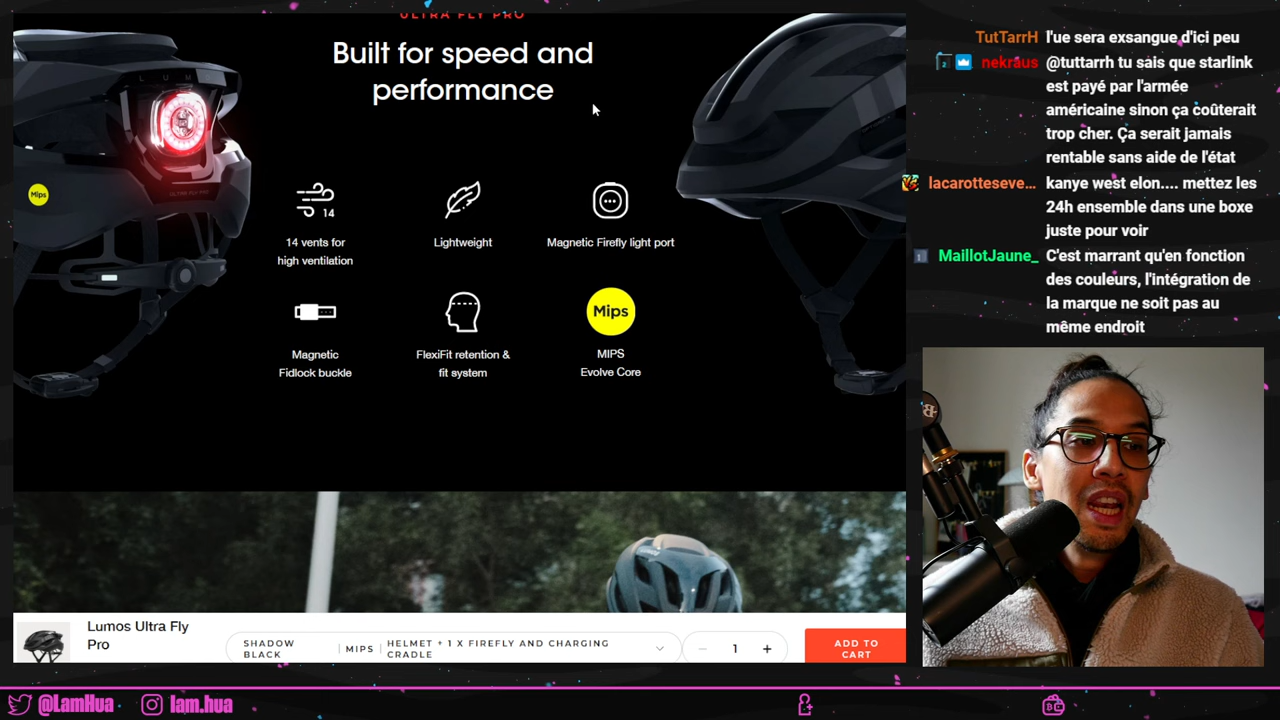 ULTRA FLY PRO
Built for speed and
performance
LUM
Mips
14
14 vents for
high ventilation
Lightweight
Magnetic Firefly light port
Magnetic
Fidlock buckle
FlexiFit retention &
fit system
Mips
MIPS
Evolve Core
Lumos Ultra Fly
Pro
SHADOW
BLACK
MIPS
HELMET + 1 X FIREFLY AND CHARGING
CRADLE
1
ADD TO
CART
TutTarrH l'ue sera exsangue d'ici peu
nekraus @tuttarrh tu sais que starlink
est payé par l'armée
américaine sinon ça coûterait
trop cher. Ça serait jamais
rentable sans aide de l'état
lacarotteseve... kanye west elon.... mettez les
24h ensemble dans une boxe
juste pour voir
MaillotJaune_ C'est marrant qu'en fonction
des couleurs, l'intégration de
la marque ne soit pas au
même endroit
@LamHua
lam.hua